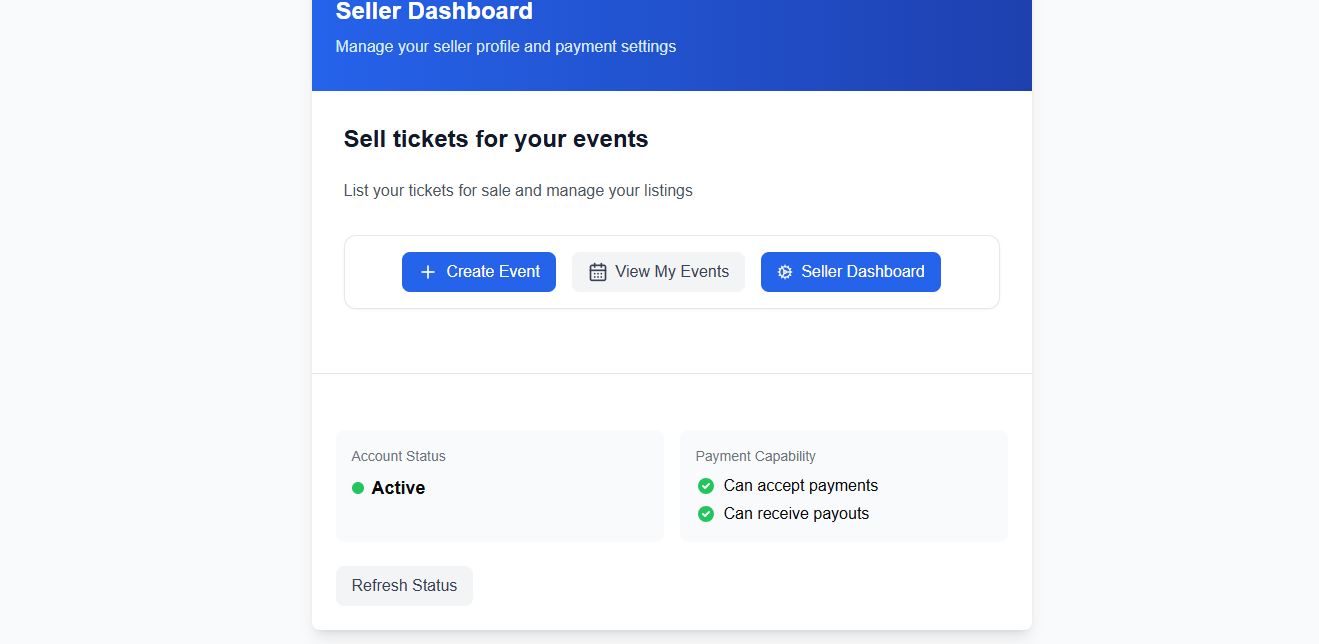 Seller Dashboard
Manage your seller profile and payment settings
Sell tickets for your events
List your tickets for sale and manage your listings
Create Event
View My Events
Seller Dashboard
Account Status
Active
Payment Capability
Can accept payments
Can receive payouts
Refresh Status